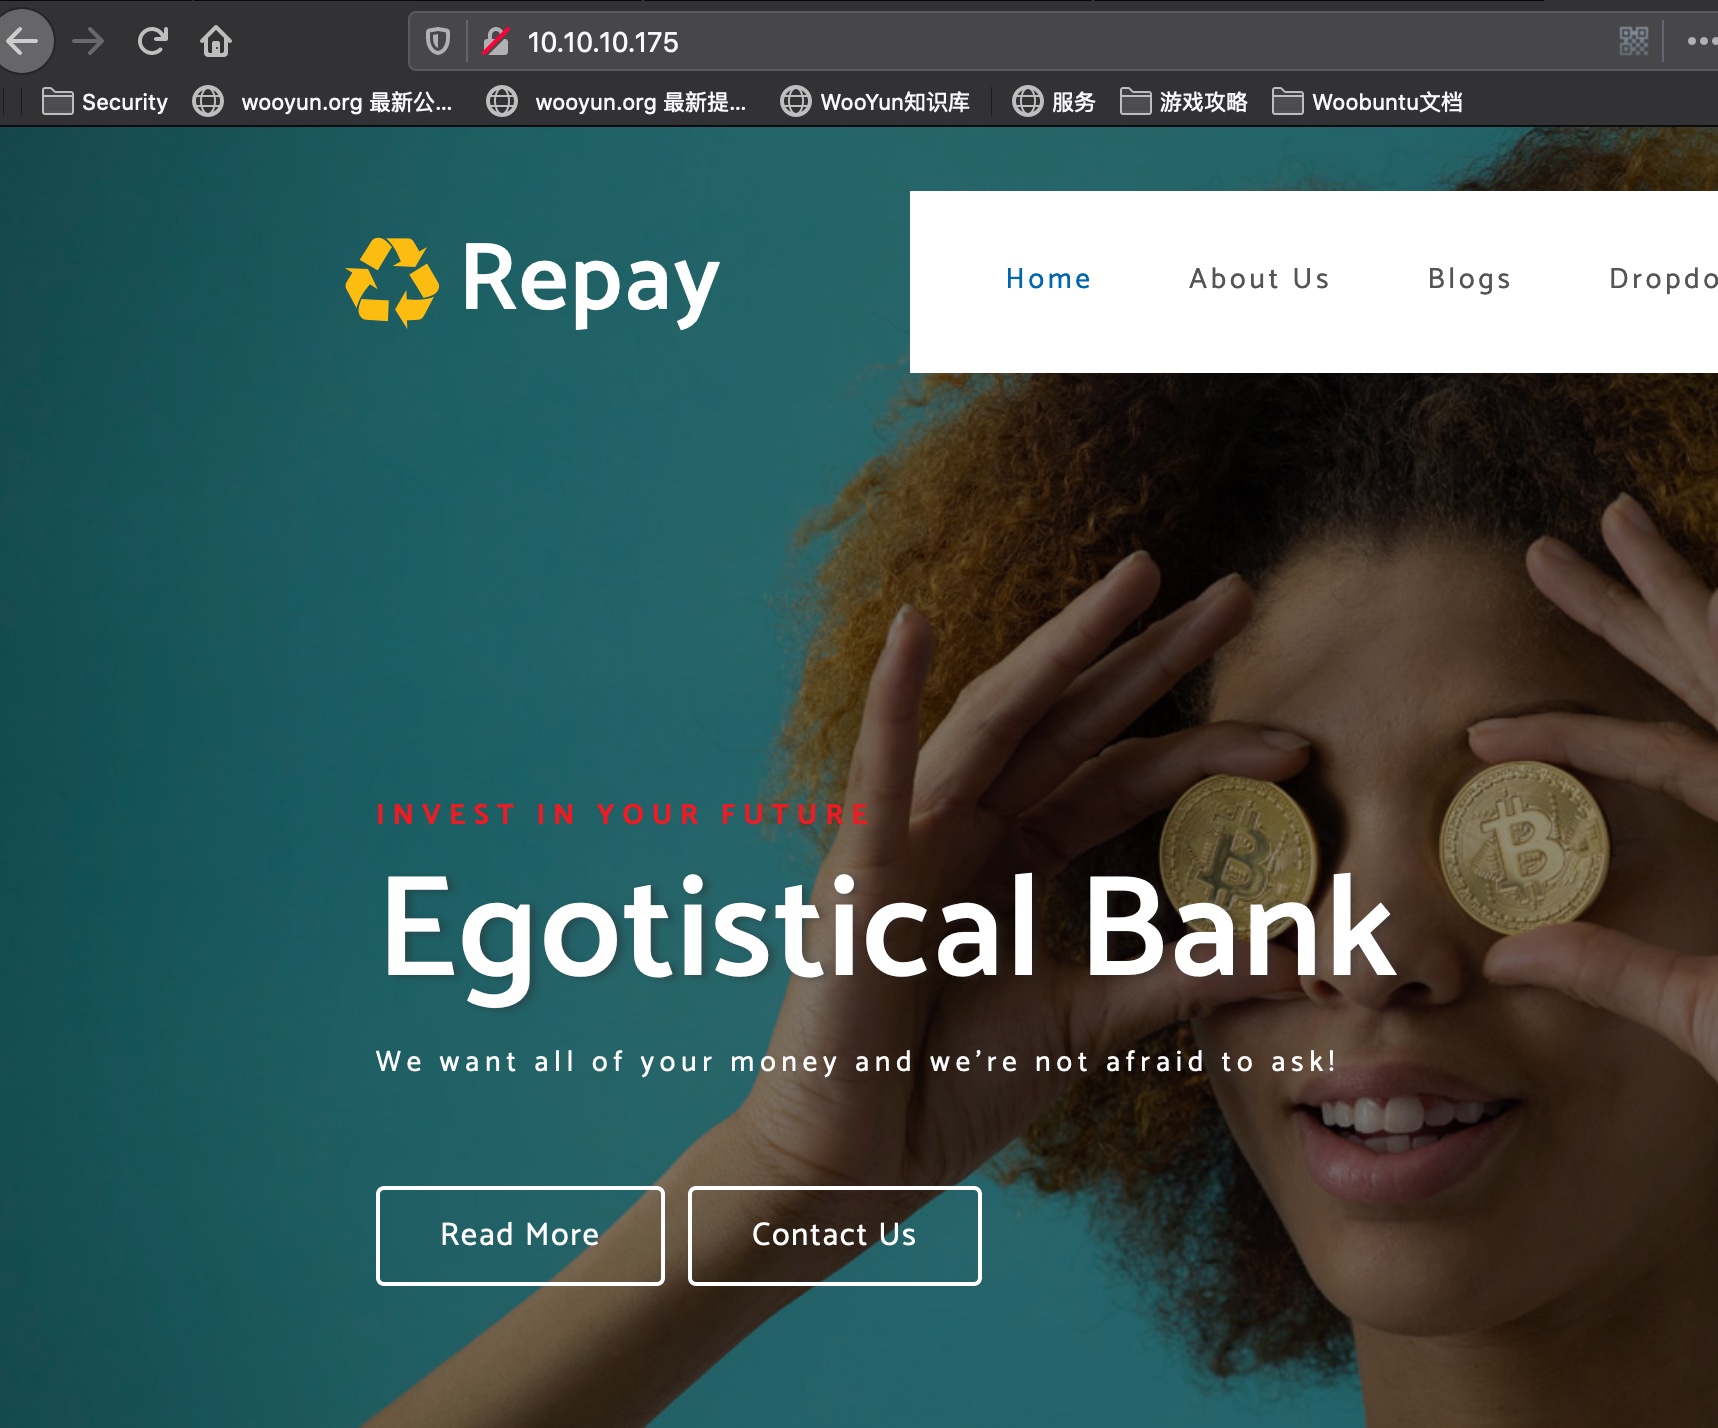 10.10.10.175
Security wooyun.org 最新公... wooyun.org 最新提... WooYun知识库 服务 游戏攻略 Woobuntu文档
Repay
Home About Us Blogs Dropdo
INVEST IN YOUR FUTURE
Egotistical Bank
We want all of your money and we're not afraid to ask!
Read More Contact Us